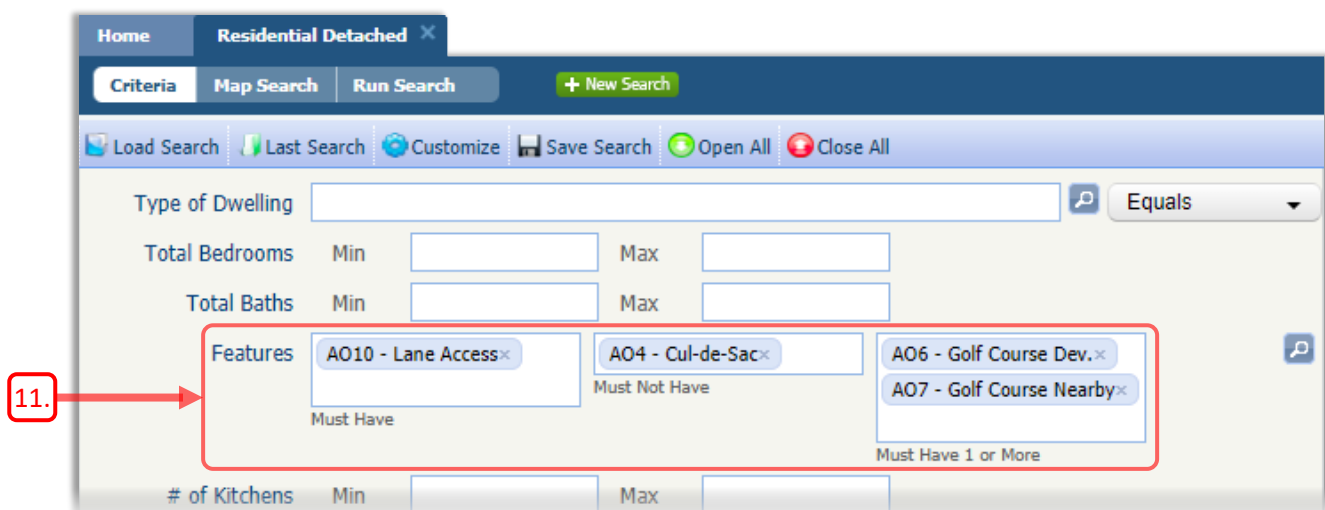 Home Residential Detached ×
Criteria Map Search Run Search + New Search
Load Search Last Search Customize Save Search Open All Close All
Type of Dwelling Equals
Total Bedrooms Min Max
Total Baths Min Max
Features AO10 - Lane Access× AO4 - Cul-de-Sac× AO6 - Golf Course Dev.×
AO7 - Golf Course Nearby×
11.
Must Have Must Not Have Must Have 1 or More
# of Kitchens Min Max